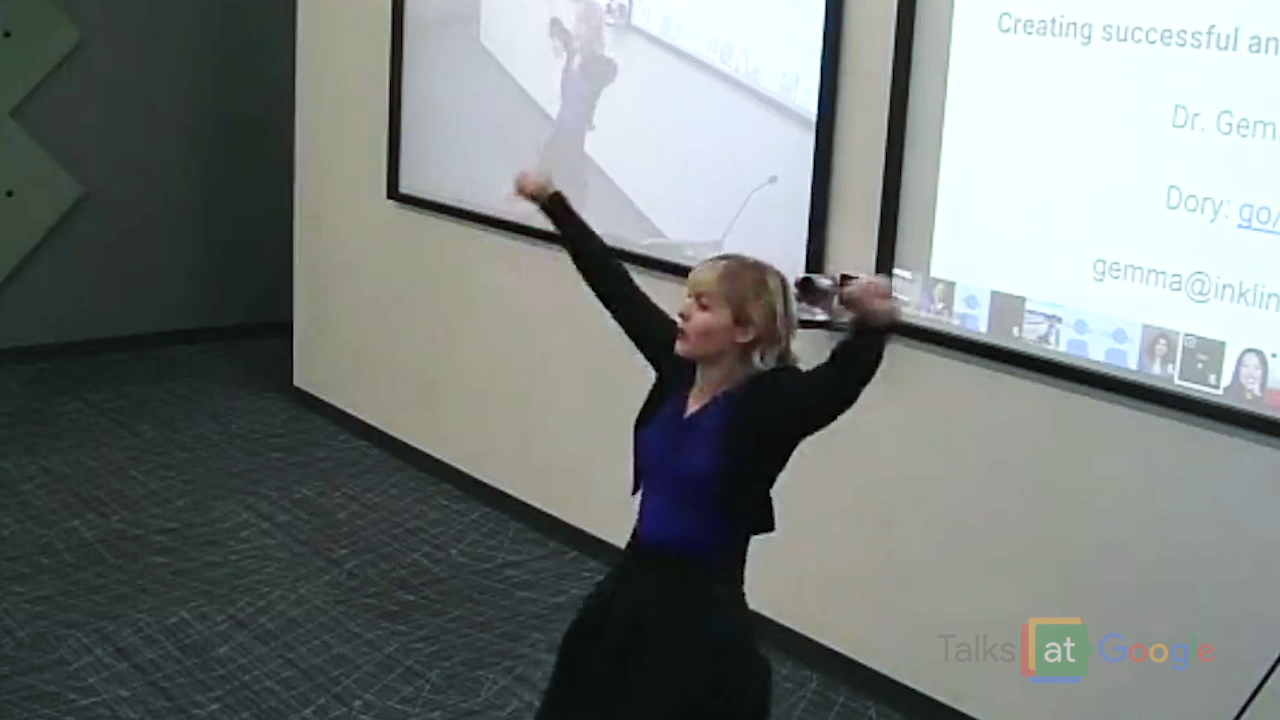 Creating successful an
Dr. Gem
Dory: go/
gemma@inklin
Talks at Google